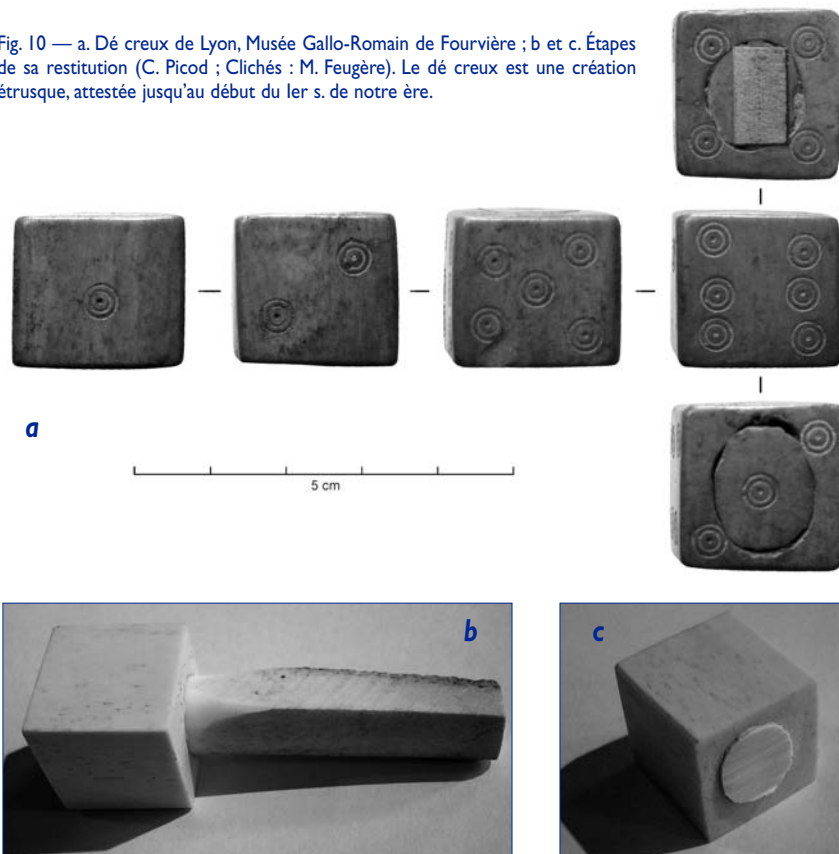 Fig. 10 — a. Dé creux de Lyon, Musée Gallo-Romain de Fourvière ; b et c. Étapes
de sa restitution (C. Picod ; Clichés : M. Feugère). Le dé creux est une création
étrusque, attestée jusqu'au début du Ier s. de notre ère.
a
5 cm
b
c